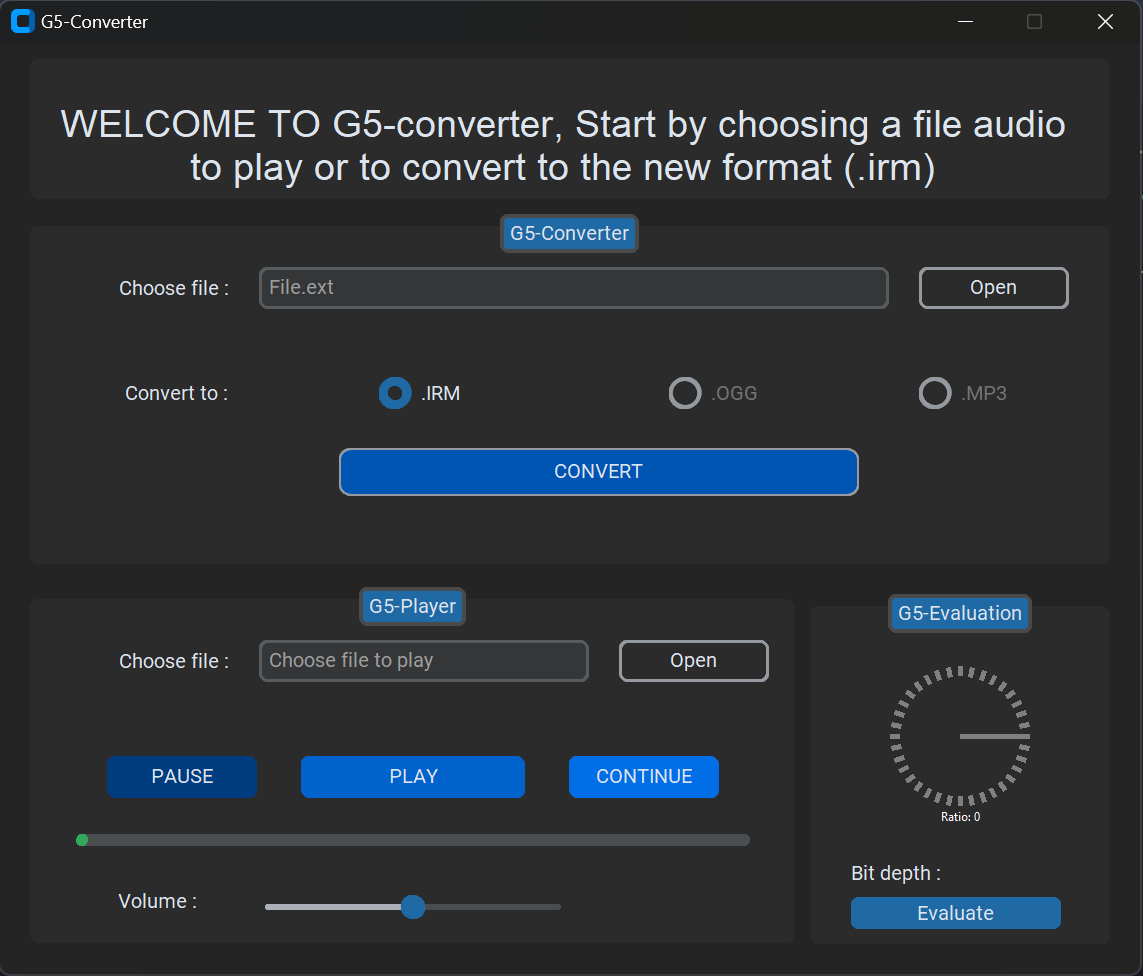 G5-Converter
WELCOME TO G5-converter, Start by choosing a file audio
to play or to convert to the new format (.irm)
G5-Converter
Choose file :
File.ext
Open
Convert to :
.IRM
.OGG
.MP3
CONVERT
G5-Player
Choose file :
Choose file to play
Open
PAUSE
PLAY
CONTINUE
Volume :
G5-Evaluation
Ratio: 0
Bit depth :
Evaluate